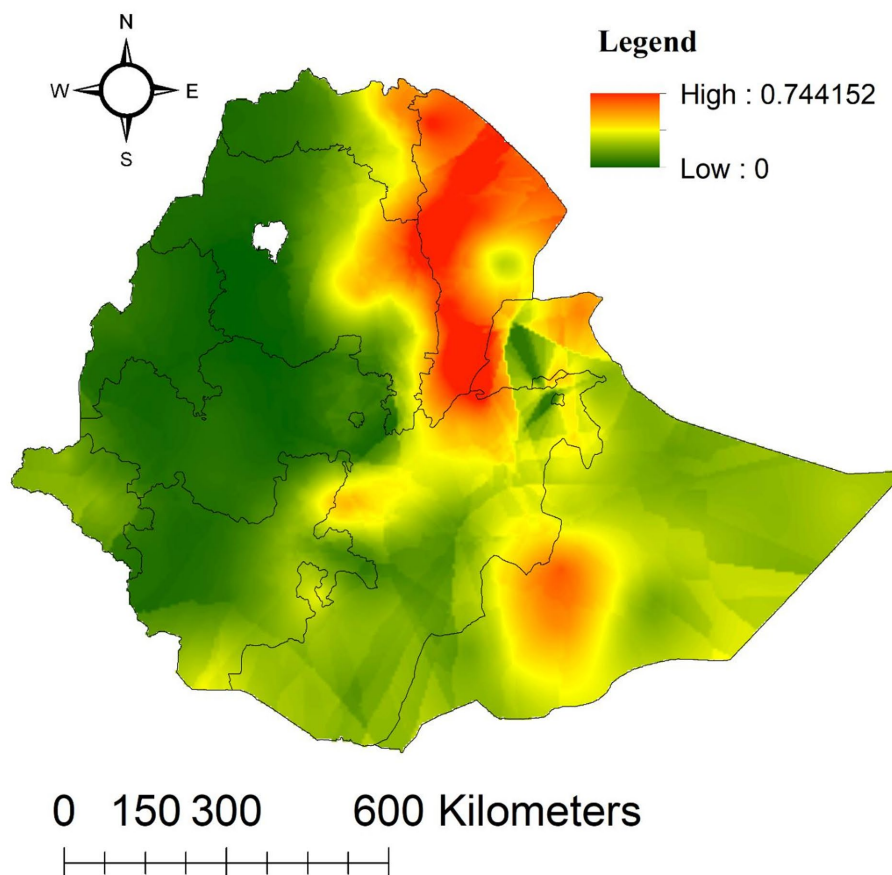 N
Legend
W E
High : 0.744152
S
Low : 0
0 150 300 600 Kilometers